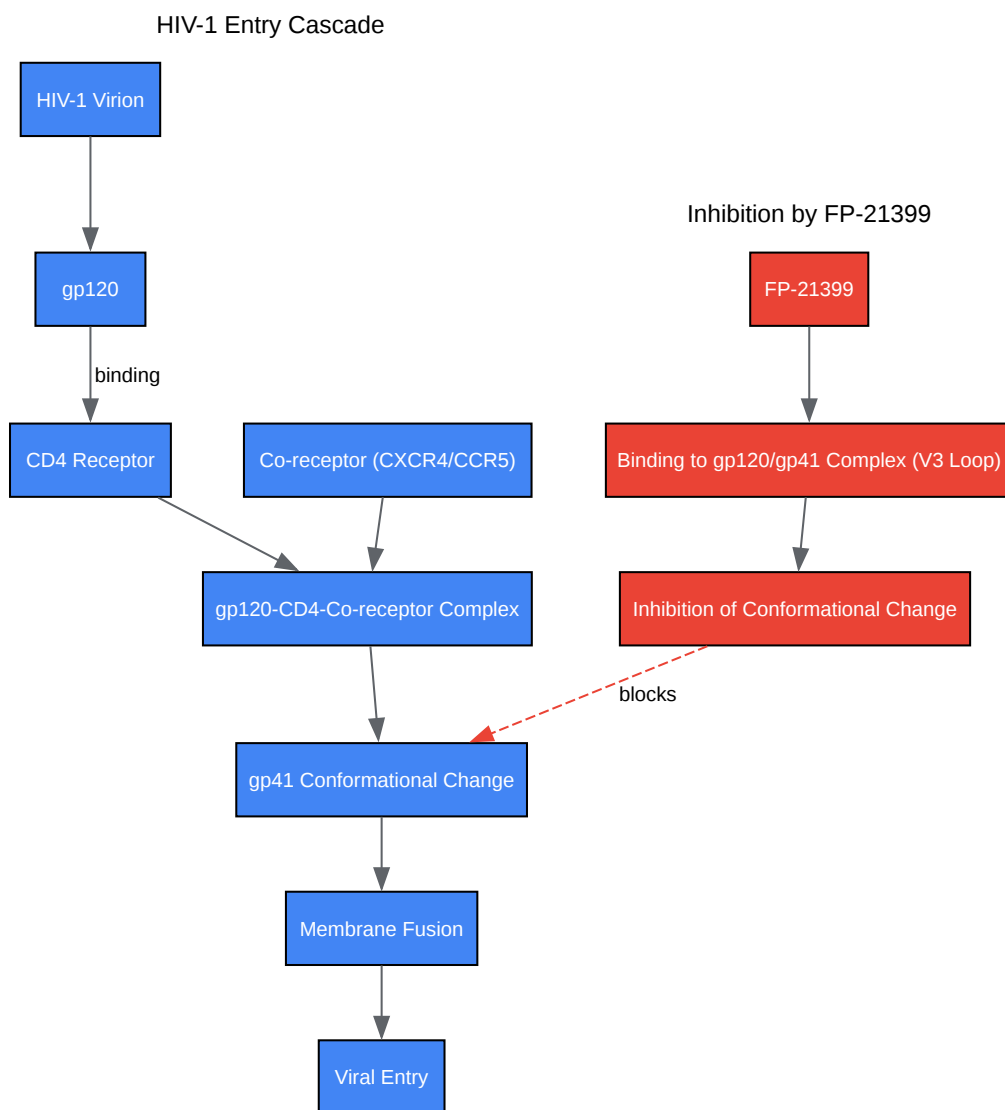 HIV-1 Entry Cascade
HIV-1 Virion
Inhibition by FP-21399
gp120
FP-21399
binding
CD4 Receptor
Co-receptor (CXCR4/CCR5)
Binding to gp120/gp41 Complex (V3 Loop)
gp120-CD4-Co-receptor Complex
Inhibition of Conformational Change
blocks
gp41 Conformational Change
Membrane Fusion
Viral Entry